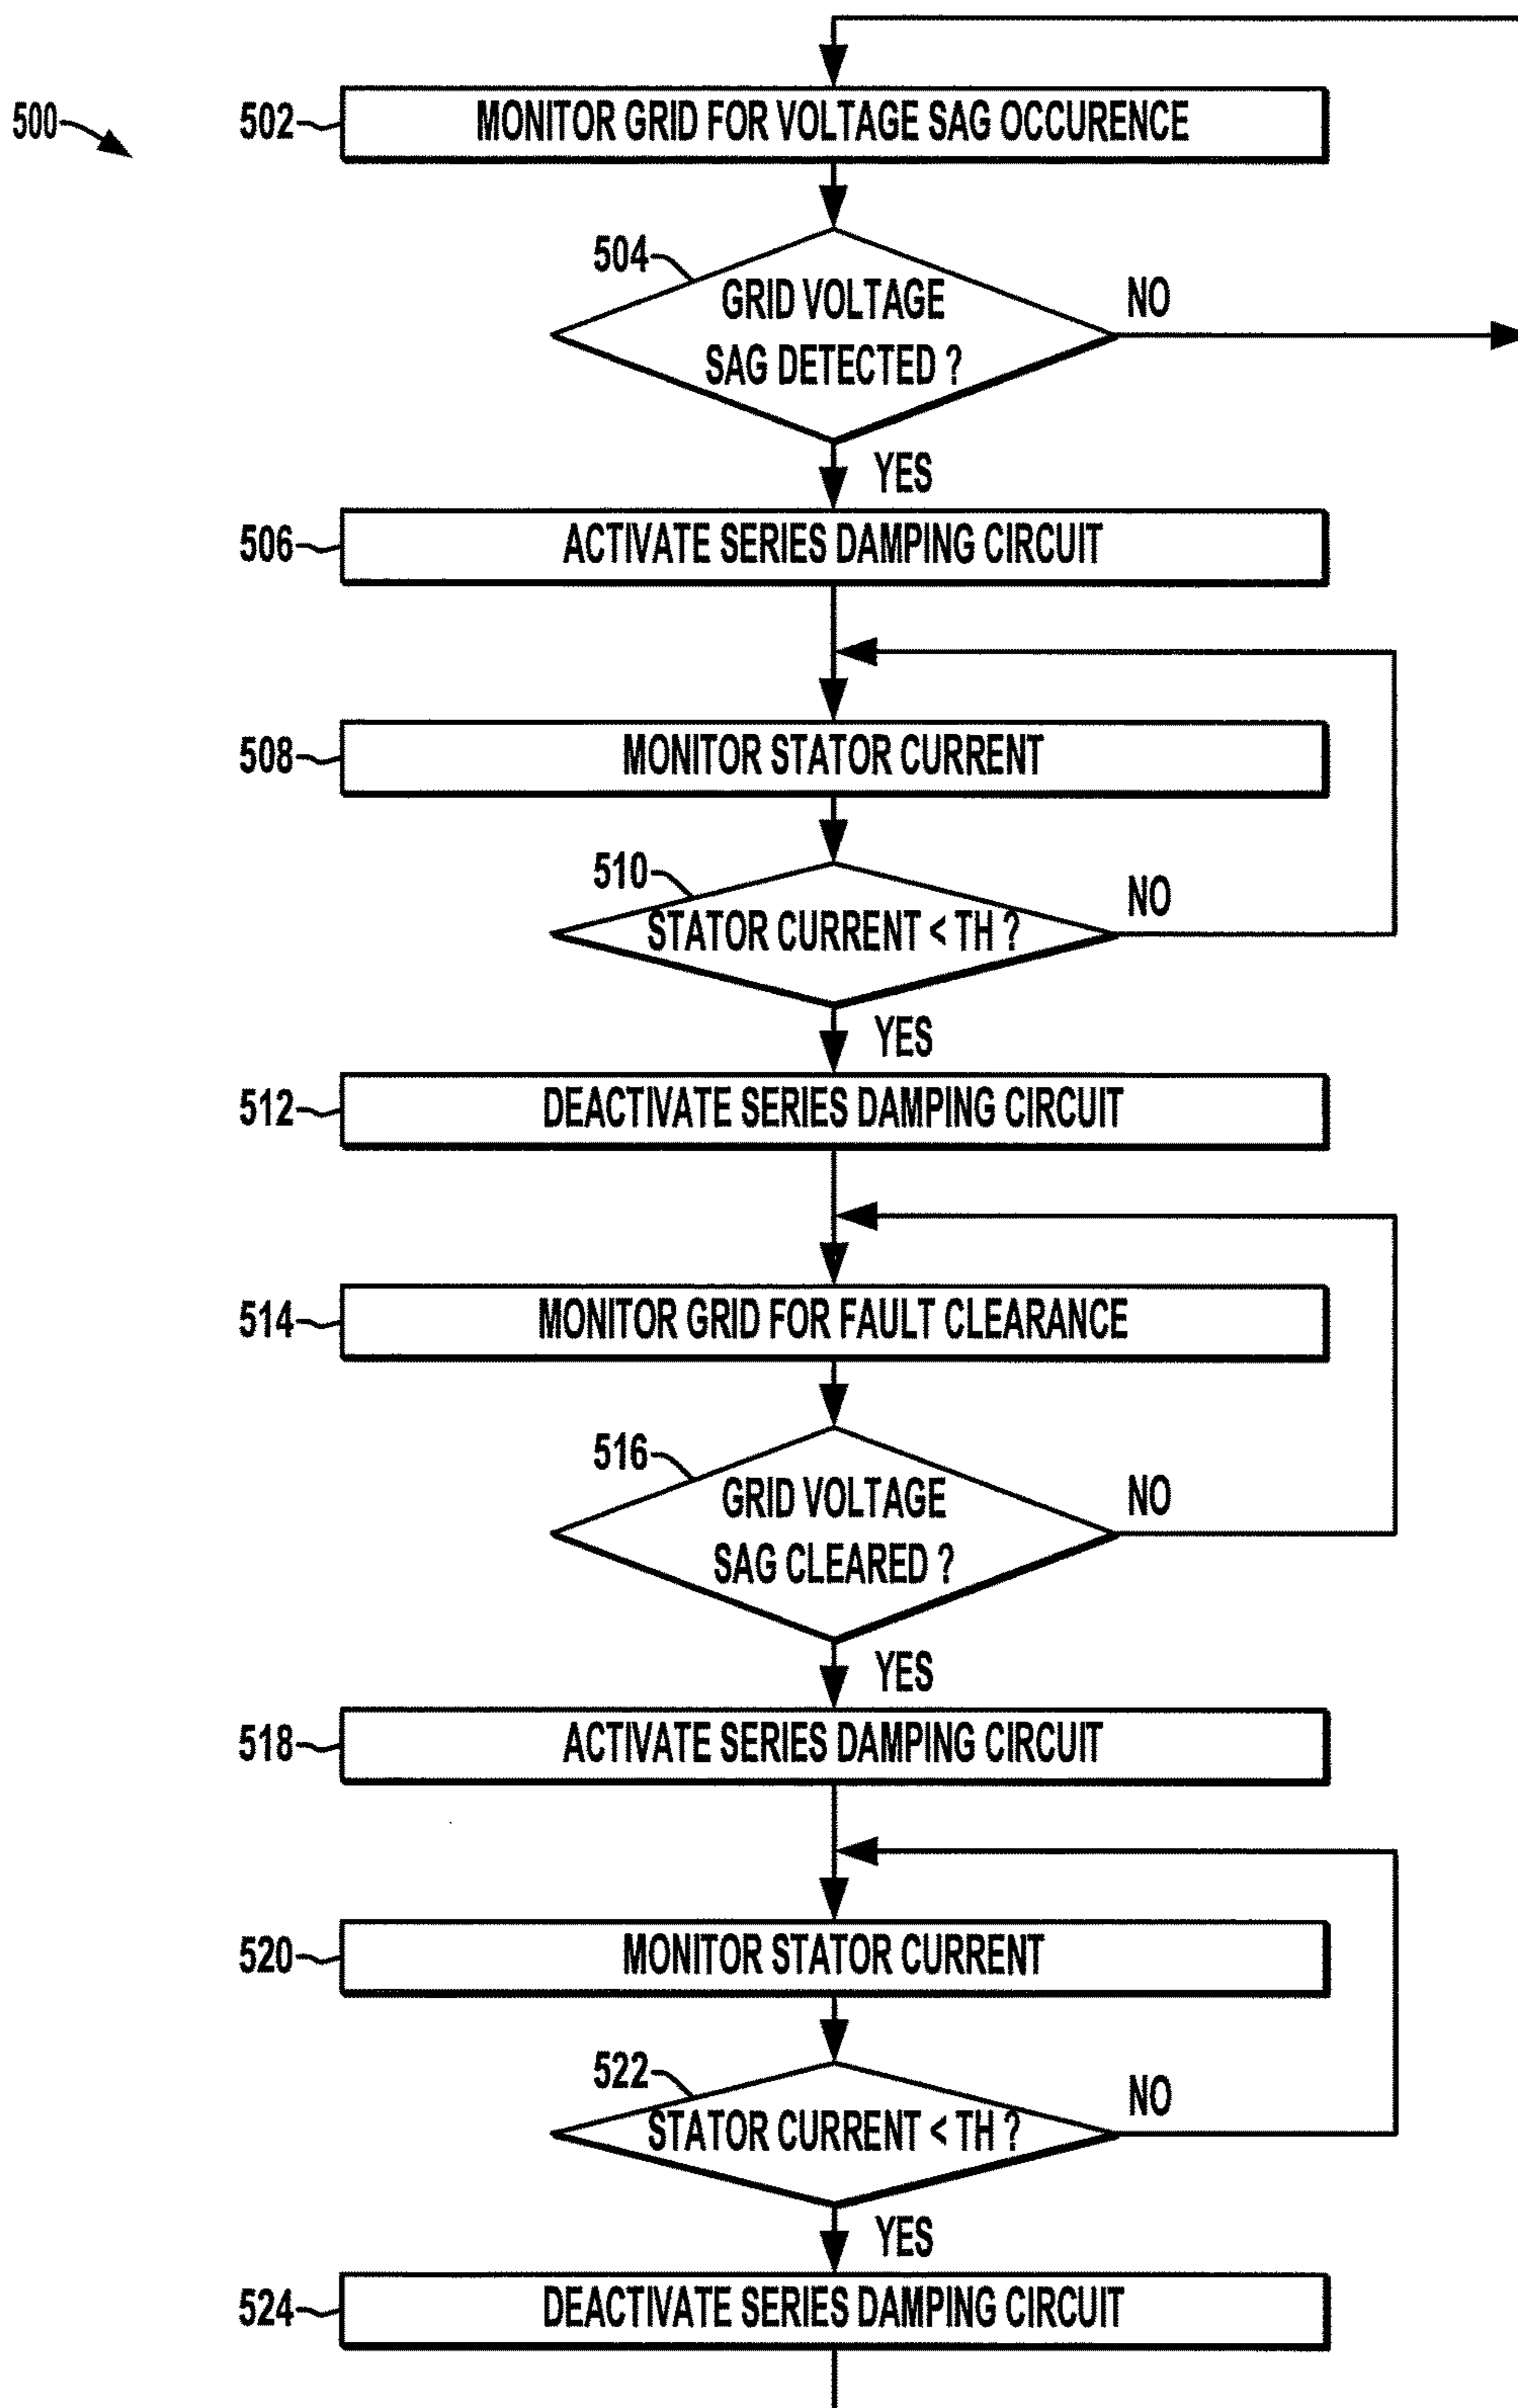 500
502
MONITOR GRID FOR VOLTAGE SAG OCCURENCE
504
GRID VOLTAGE
SAG DETECTED ?
NO
YES
506
ACTIVATE SERIES DAMPING CIRCUIT
508
MONITOR STATOR CURRENT
510
STATOR CURRENT < TH ?
NO
YES
512
DEACTIVATE SERIES DAMPING CIRCUIT
514
MONITOR GRID FOR FAULT CLEARANCE
516
GRID VOLTAGE
SAG CLEARED ?
NO
YES
518
ACTIVATE SERIES DAMPING CIRCUIT
520
MONITOR STATOR CURRENT
522
STATOR CURRENT < TH ?
NO
YES
524
DEACTIVATE SERIES DAMPING CIRCUIT